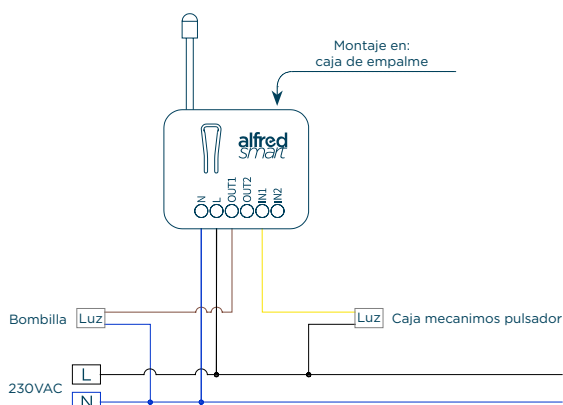 Montaje en:
caja de empalme
alfred
smart
N
L
OUT1
OUT2
IN1
IN2
Bombilla
Luz
Luz
Caja mecanimos pulsador
230VAC
L
N